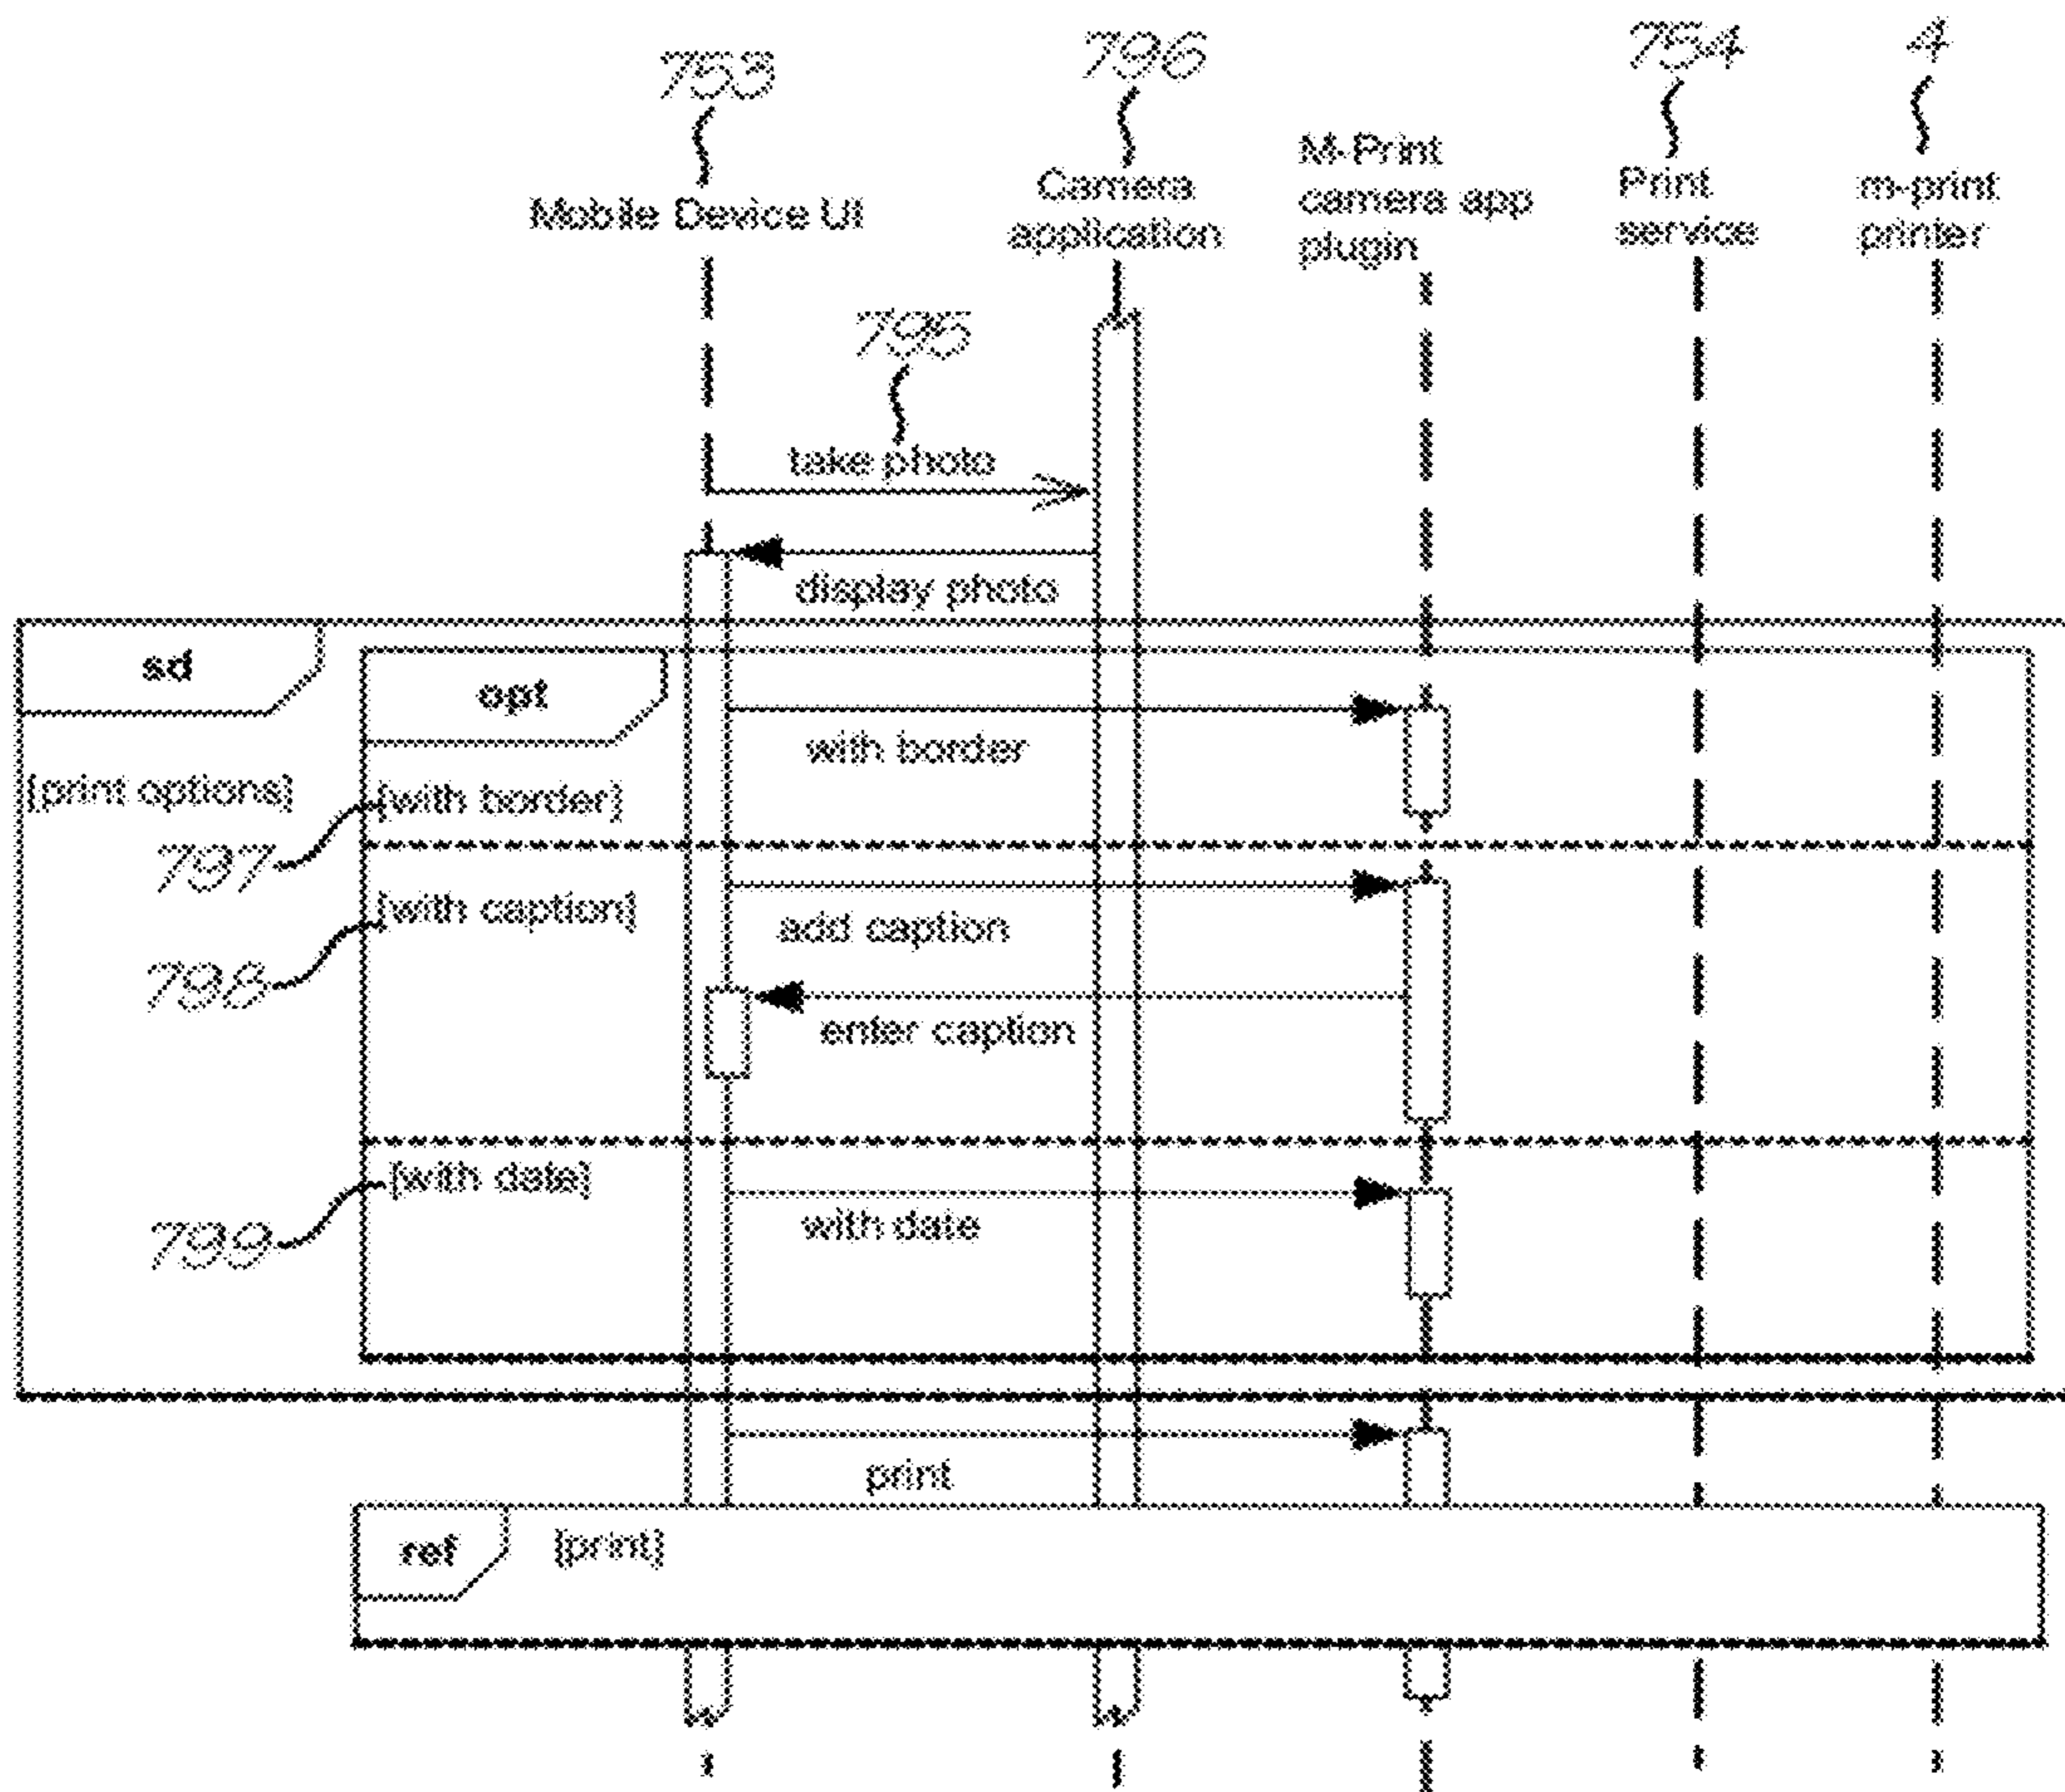 753
796
754
4
Mobile Device UI
Camera
application
M-Print
camera app
plugin
Print
service
m-print
printer
795
take photo
display photo
sd
opt
with border
[print options]
[with border]
797
[with caption]
add caption
798
enter caption
[with date]
with date
799
print
ref
[print]